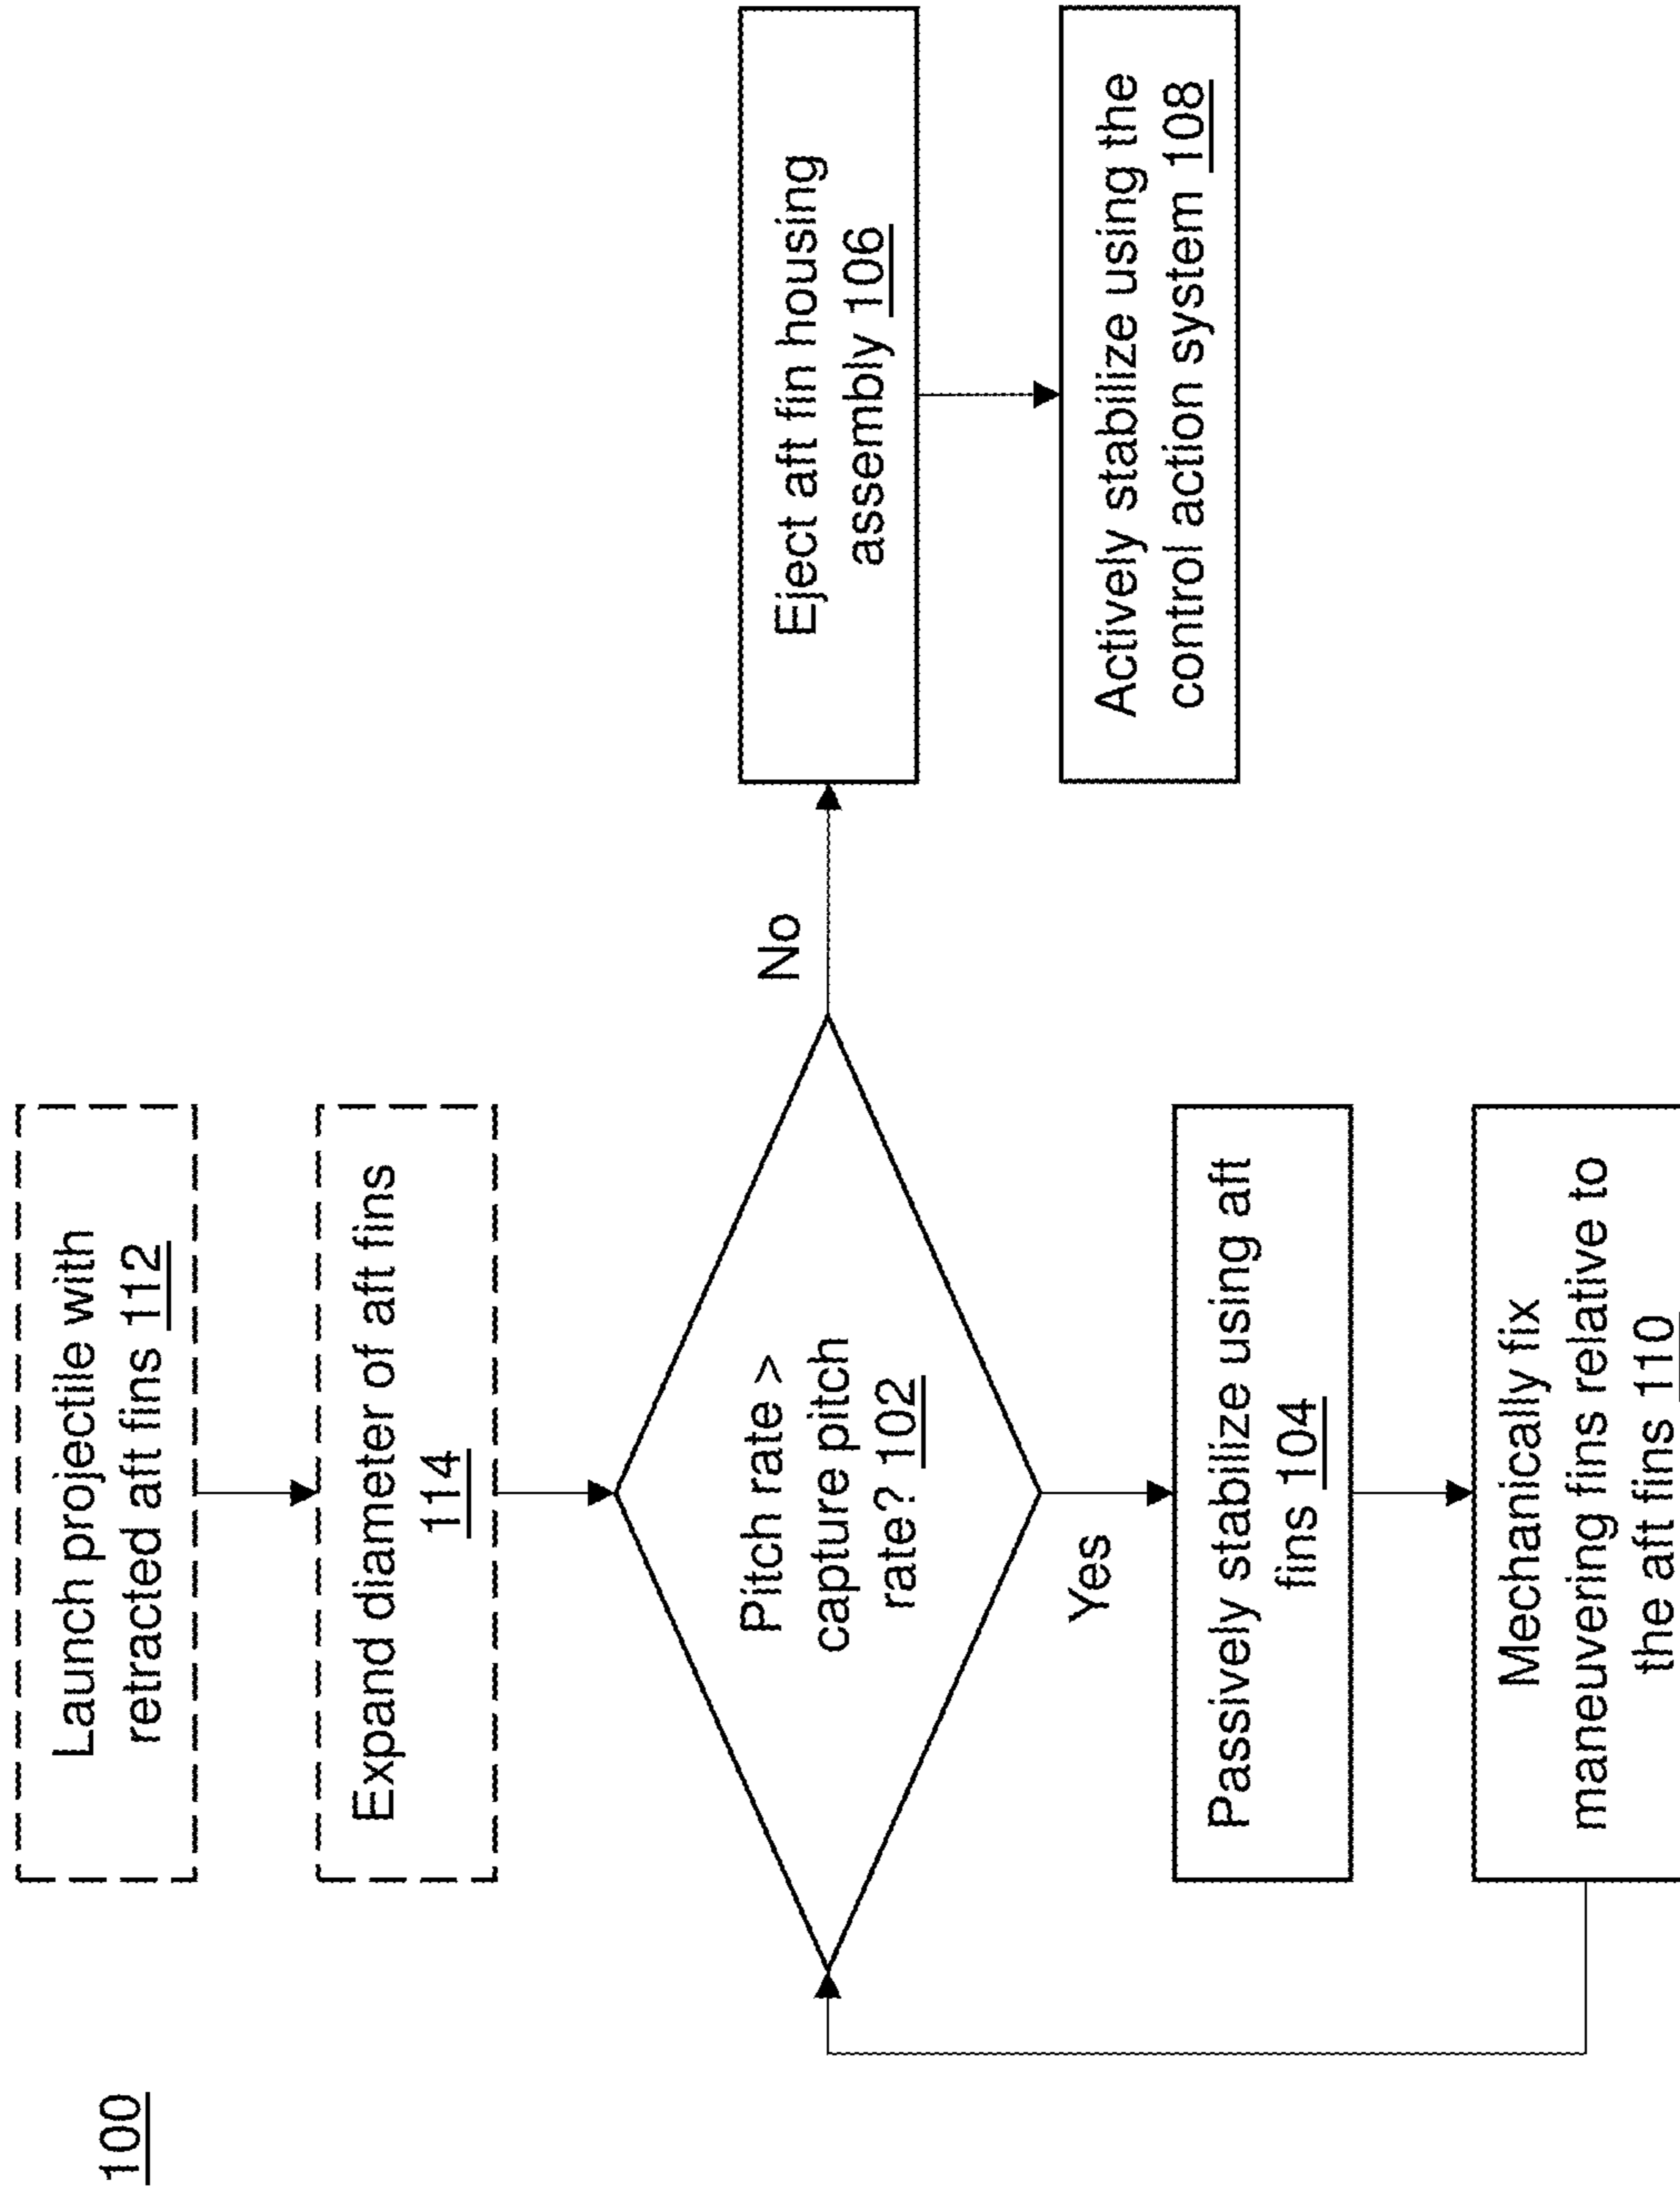 100
Launch projectile with
retracted aft fins 112
Expand diameter of aft fins
114
Pitch rate >
capture pitch
rate? 102
No
Eject aft fin housing
assembly 106
Actively stabilize using the
control action system 108
Yes
Passively stabilize using aft
fins 104
Mechanically fix
maneuvering fins relative to
the aft fins 110